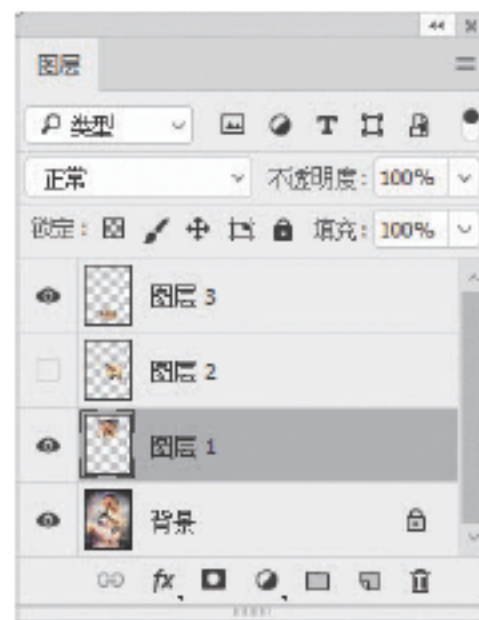 图层
类型
正常 不透明度: 100%
锁定: 填充: 100%
图层 3
图层 2
图层 1
背景
fx